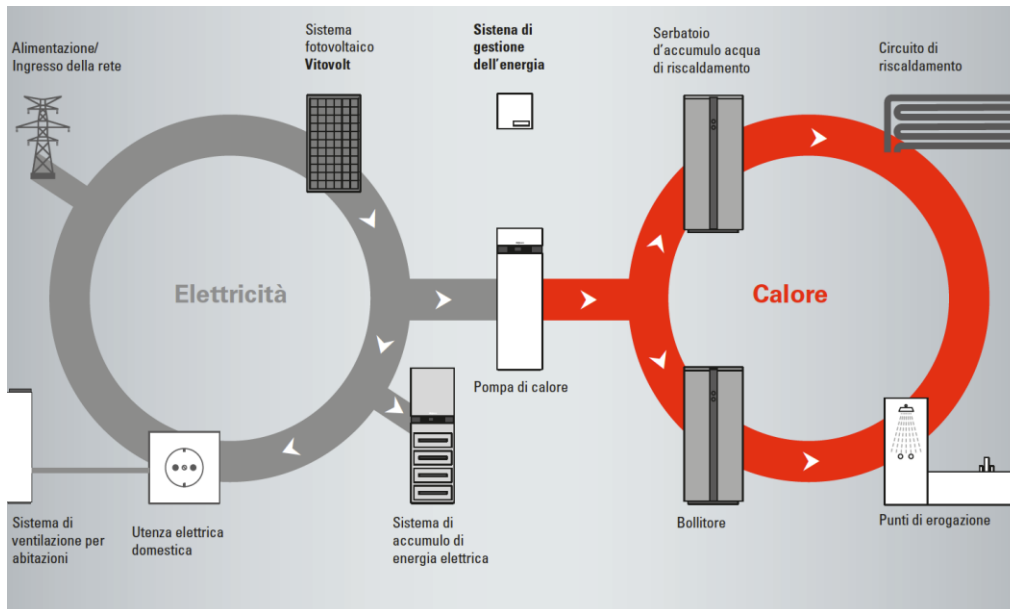 Alimentazione/
Ingresso della rete
Sistema
fotovoltaico
Vitovolt
Sistena di
gestione
dell'energia
Serbatoio
d'accumulo acqua
di riscaldamento
Circuito di
riscaldamento
Elettricità
Calore
Pompa di calore
Sistema di
ventilazione per
abitazioni
Utenza elettrica
domestica
Sistema di
accumulo di
energia elettrica
Bollitore
Punti di erogazione